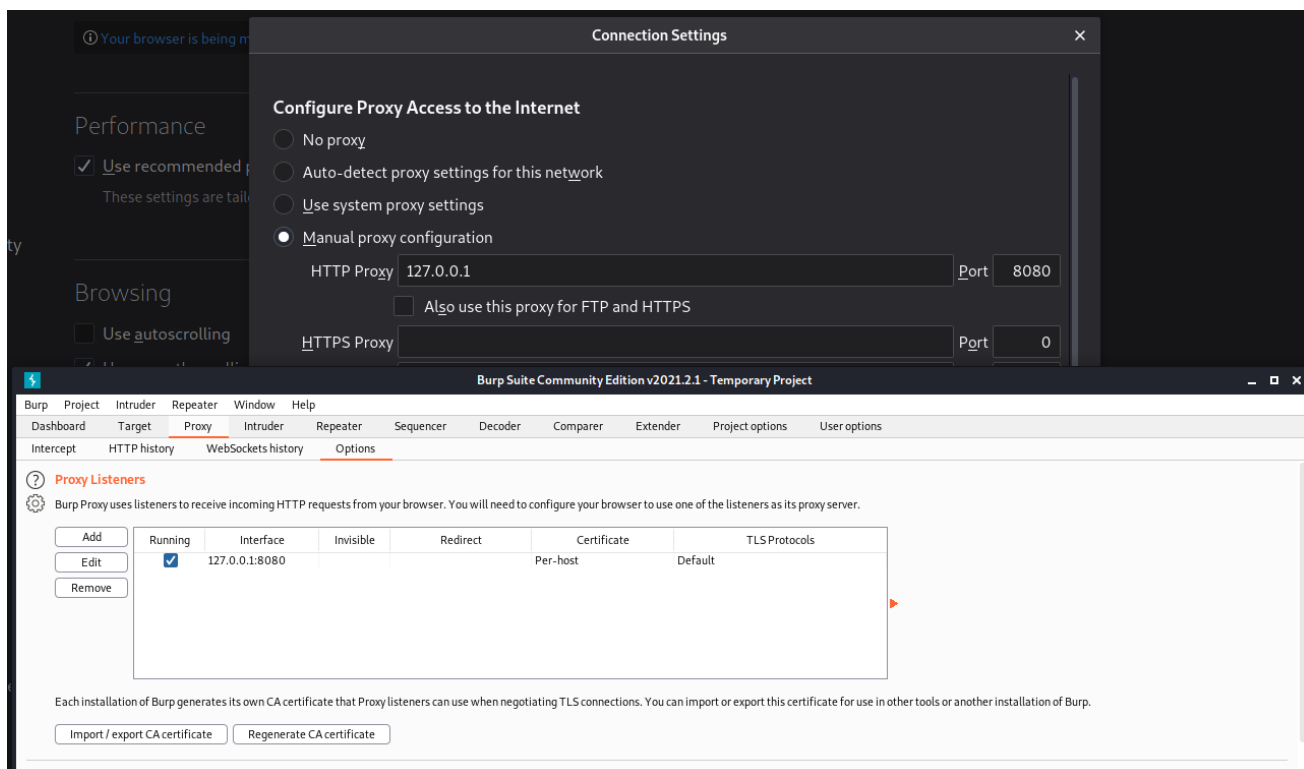 Your browser is being m
Connection Settings
Configure Proxy Access to the Internet
No proxy
Performance
Auto-detect proxy settings for this network
Use recommended p
These settings are tail
Use system proxy settings
ty
Manual proxy configuration
HTTP Proxy 127.0.0.1 Port 8080
Browsing
Also use this proxy for FTP and HTTPS
Use autoscrolling
HTTPS Proxy Port 0
Burp Suite Community Edition v2021.2.1 - Temporary Project
Burp Project Intruder Repeater Window Help
Dashboard Target Proxy Intruder Repeater Sequencer Decoder Comparer Extender Project options User options
Intercept HTTP history WebSockets history Options
Proxy Listeners
Burp Proxy uses listeners to receive incoming HTTP requests from your browser. You will need to configure your browser to use one of the listeners as its proxy server.
Add Running Interface Invisible Redirect Certificate TLS Protocols
Edit 127.0.0.1:8080 Per-host Default
Remove
Each installation of Burp generates its own CA certificate that Proxy listeners can use when negotiating TLS connections. You can import or export this certificate for use in other tools or another installation of Burp.
Import / export CA certificate Regenerate CA certificate